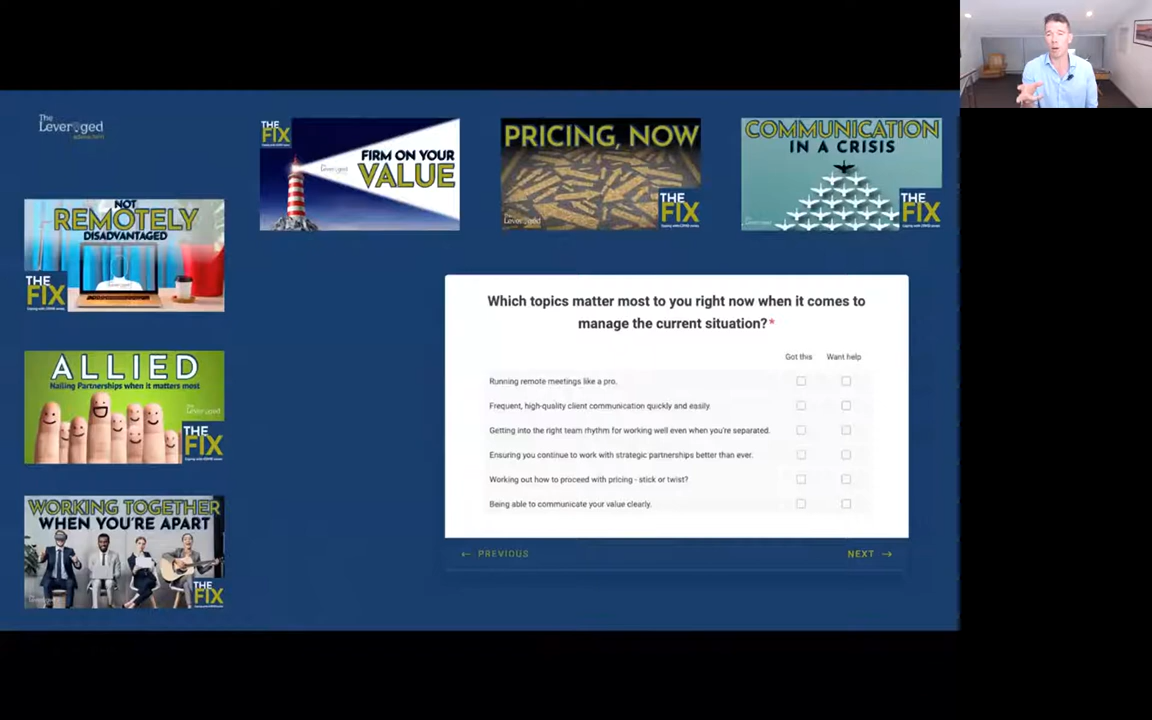 The
Leveraged
THE
FIX
FIRM ON YOUR
VALUE
PRICING, NOW
The
Leveraged
THE
FIX
COMMUNICATION
IN A CRISIS
THE
FIX
NOT
REMOTELY
DISADVANTAGED
THE
FIX
ALLIED
Nailing Partnerships when it matters most
THE
FIX
WORKING TOGETHER
WHEN YOU'RE APART
THE
FIX
Which topics matter most to you right now when it comes to
manage the current situation?*
Got this Want help
Running remote meetings like a pro.
Frequent, high-quality client communication quickly and easily.
Getting into the right team rhythm for working well even when you're separated.
Ensuring you continue to work with strategic partnerships better than ever.
Working out how to proceed with pricing - stick or twist?
Being able to communicate your value clearly.
← PREVIOUS
NEXT →